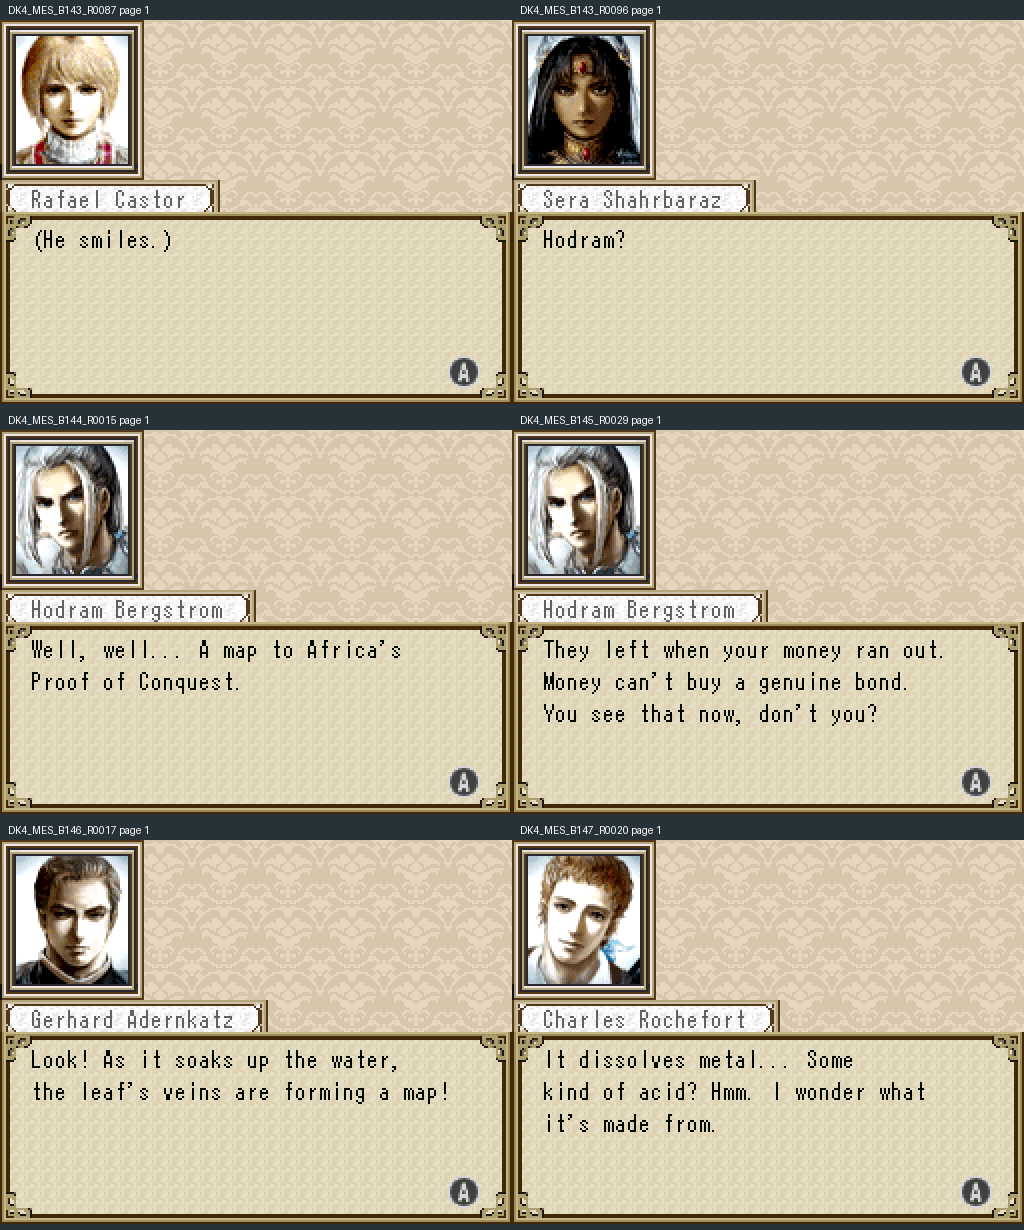 DK4_MES_B143_R0087 page 1
Rafael Castor
(He smiles.)
A
DK4_MES_B143_R0096 page 1
Sera Shahrbaraz
Hodram?
A
DK4_MES_B144_R0015 page 1
Hodram Bergstrom
Well, well... A map to Africa's
Proof of Conquest.
A
DK4_MES_B145_R0029 page 1
Hodram Bergstrom
They left when your money ran out.
Money can't buy a genuine bond.
You see that now, don't you?
A
DK4_MES_B146_R0017 page 1
Gerhard Adernkatz
Look! As it soaks up the water,
the leaf's veins are forming a map!
A
DK4_MES_B147_R0020 page 1
Charles Rochefort
It dissolves metal... Some
kind of acid? Hmm. I wonder what
it's made from.
A